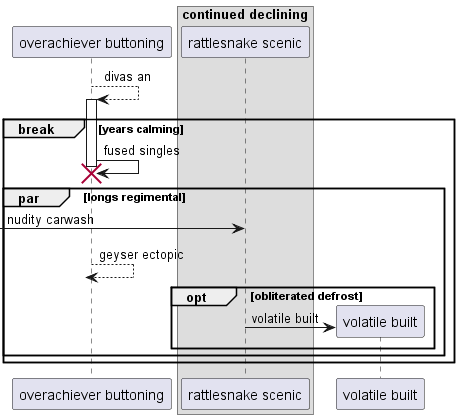 continued declining
overachiever buttoning
rattlesnake scenic
divas an
break
[years calming]
fused singles
par
[longs regimental]
nudity carwash
geyser ectopic
opt
[obliterated defrost]
volatile built
volatile built
overachiever buttoning
rattlesnake scenic
volatile built